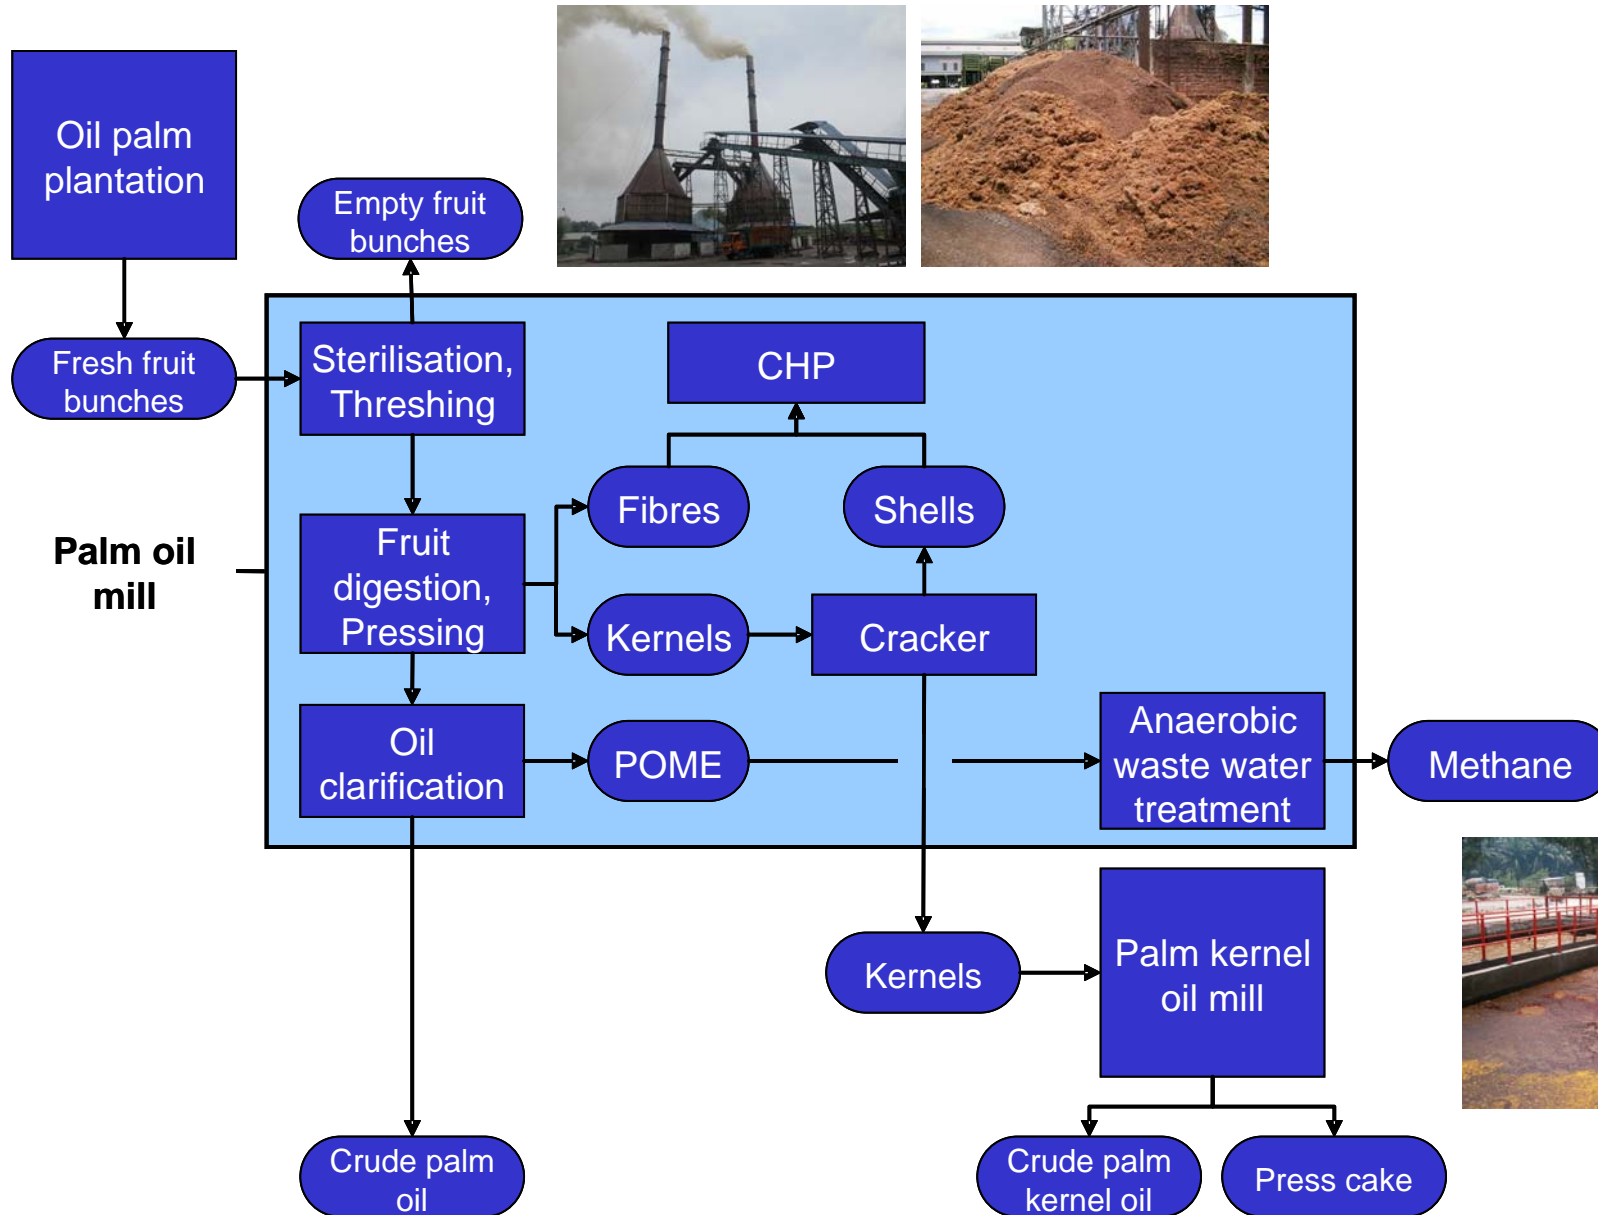 Oil palm
plantation
Empty fruit
bunches
Fresh fruit
bunches
Sterilisation,
Threshing
CHP
Fibres
Shells
Palm oil
mill
Fruit
digestion,
Pressing
Kernels
Cracker
Oil
clarification
POME
Anaerobic
waste water
treatment
Methane
Kernels
Palm kernel
oil mill
Crude palm
oil
Crude palm
kernel oil
Press cake